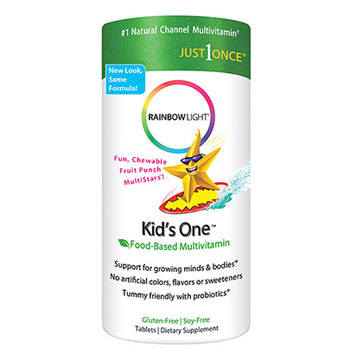 #1 Natural Channel Multivitamin†
JUST1ONCE®
New Look,
Same
Formula!
RAINBOWLIGHT®
Fun, Chewable
Fruit Punch
MultiStars!
Kid's One™
Food-Based Multivitamin
Support for growing minds & bodies*
No artificial colors, flavors or sweeteners
Tummy friendly with probiotics*
Gluten-Free | Soy-Free
Tablets | Dietary Supplement